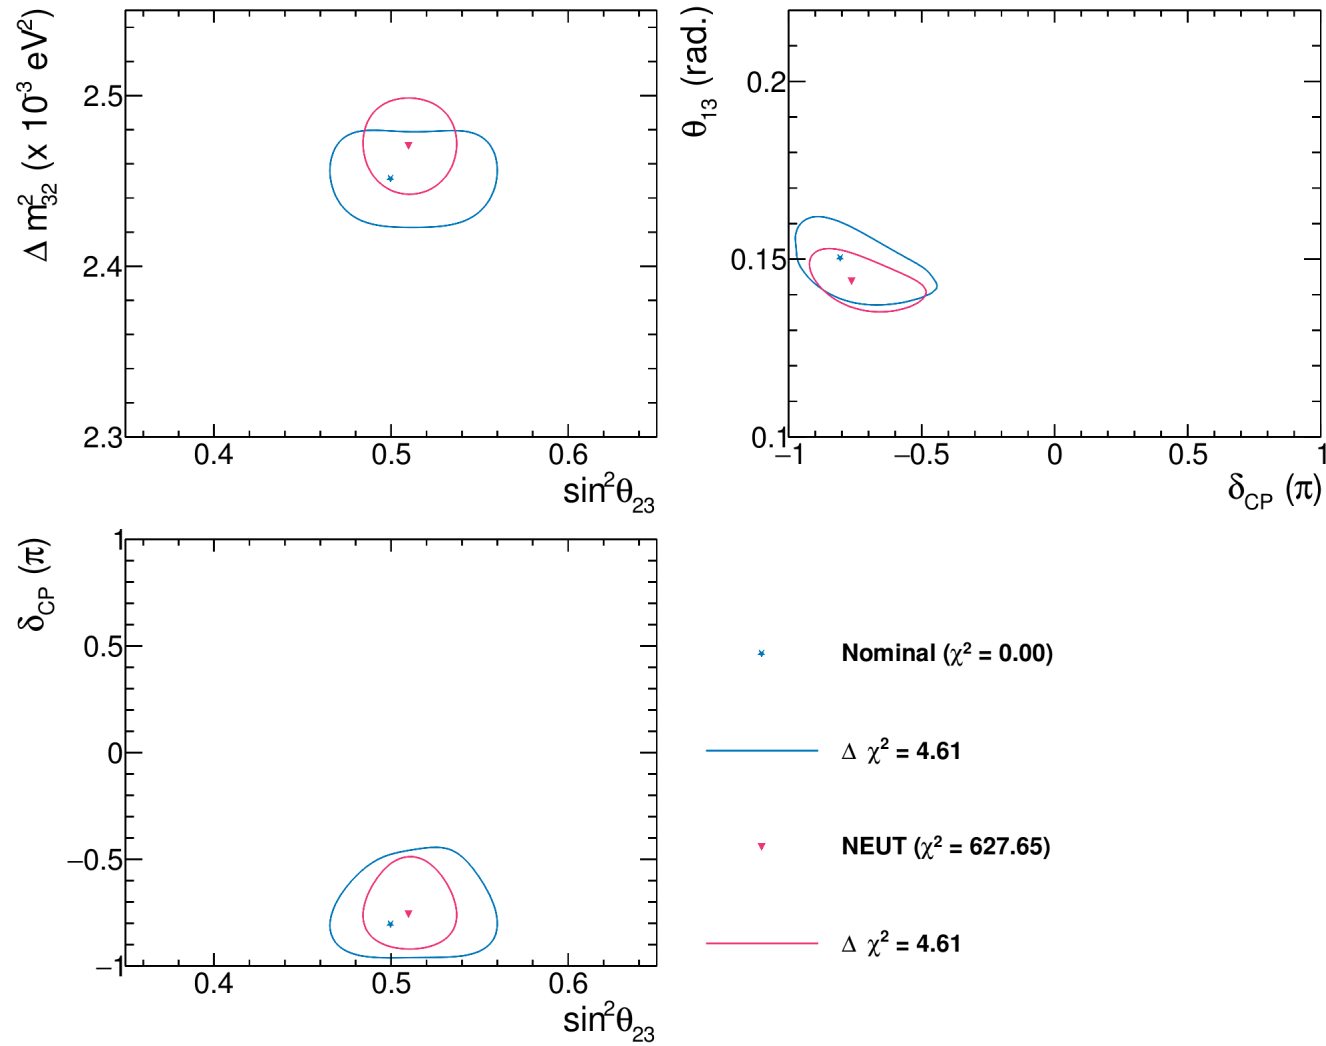 Δ m²₃₂ (x 10⁻³ eV²)
2.5
2.4
2.3
0.4 0.5 0.6
sin²θ₂₃
θ₁₃ (rad.)
0.2
0.15
0.1
−1 −0.5 0 0.5 1
δCP (π)
δCP (π)
1
0.5
0
−0.5
−1
0.4 0.5 0.6
sin²θ₂₃
Nominal (χ² = 0.00)
Δ χ² = 4.61
NEUT (χ² = 627.65)
Δ χ² = 4.61